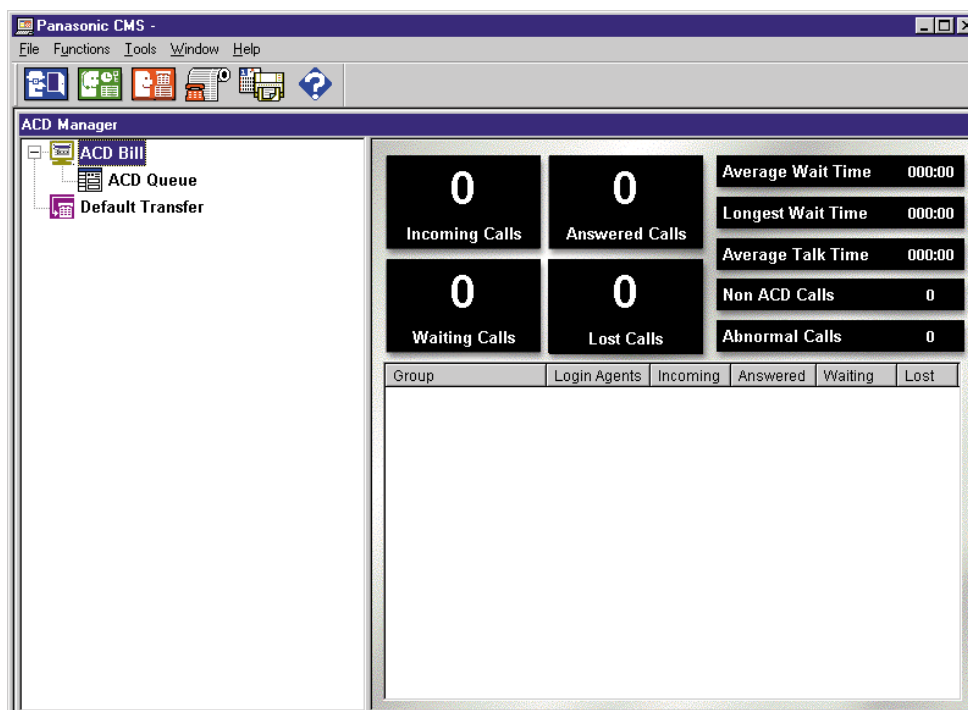 Panasonic CMS -
File Functions Tools Window Help
ACD Manager
ACD Bill
ACD Queue
Default Transfer
0
Incoming Calls
0
Answered Calls
0
Waiting Calls
0
Lost Calls
Average Wait Time 000:00
Longest Wait Time 000:00
Average Talk Time 000:00
Non ACD Calls 0
Abnormal Calls 0
Group Login Agents Incoming Answered Waiting Lost